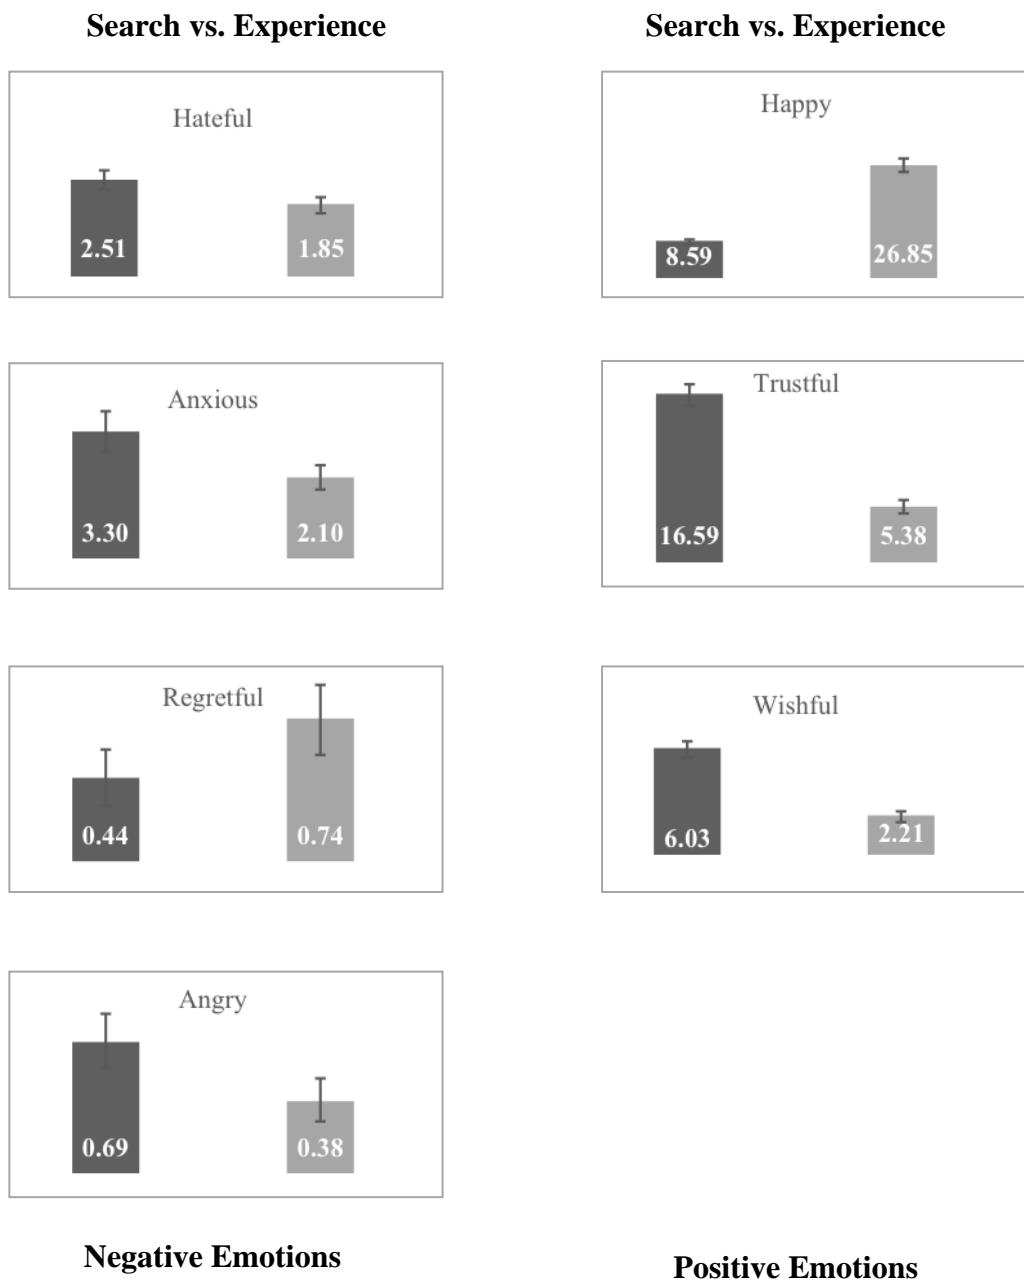 Search vs. Experience
Hateful
2.51
1.85
Anxious
3.30
2.10
Regretful
0.44
0.74
Angry
0.69
0.38
Negative Emotions
Search vs. Experience
Happy
8.59
26.85
Trustful
16.59
5.38
Wishful
6.03
2.21
Positive Emotions